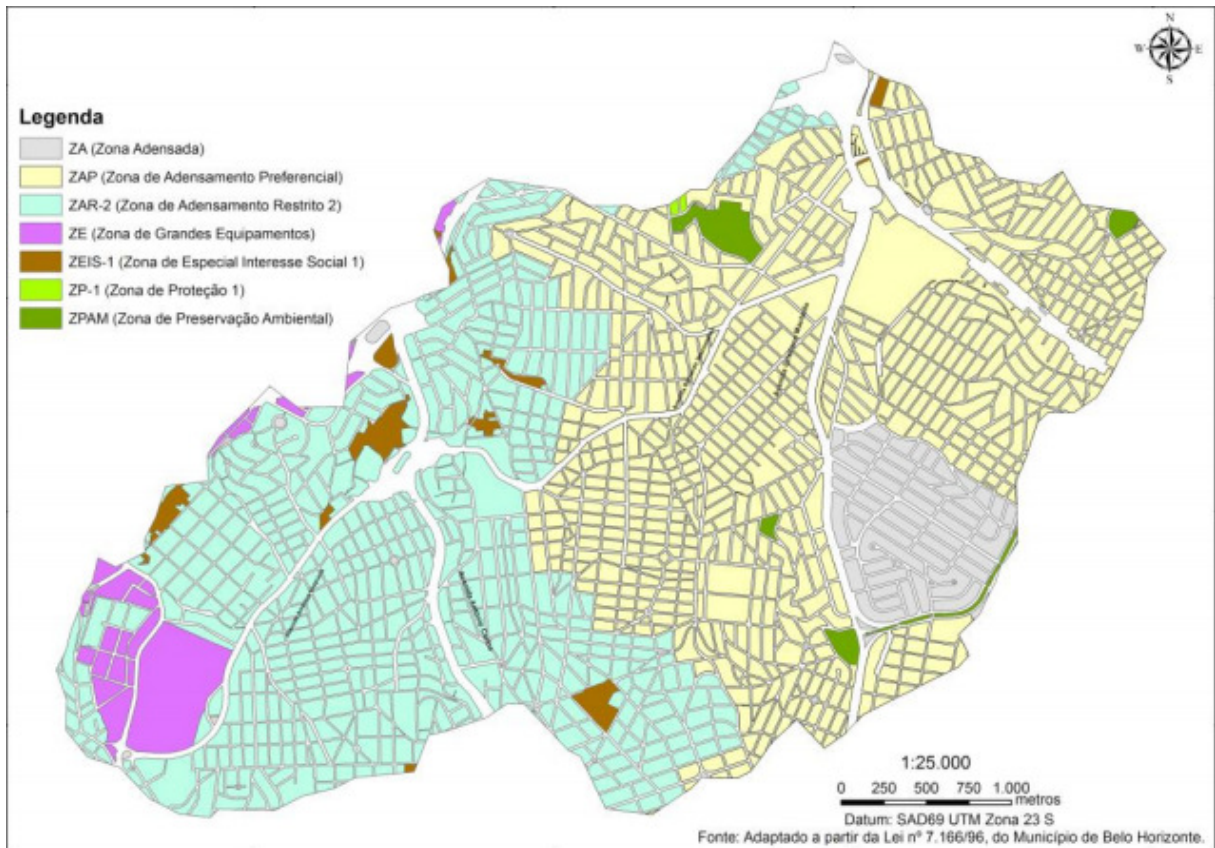 N
W
E
S
Legenda
ZA (Zona Adensada)
ZAP (Zona de Adensamento Preferencial)
ZAR-2 (Zona de Adensamento Restrito 2)
ZE (Zona de Grandes Equipamentos)
ZEIS-1 (Zona de Especial Interesse Social 1)
ZP-1 (Zona de Proteção 1)
ZPAM (Zona de Preservação Ambiental)
Avenida Antônio Carlos
1:25.000
0 250 500 750 1.000 metros
Datum: SAD69 UTM Zona 23 S
Fonte: Adaptado a partir da Lei nº 7.166/96, do Município de Belo Horizonte.